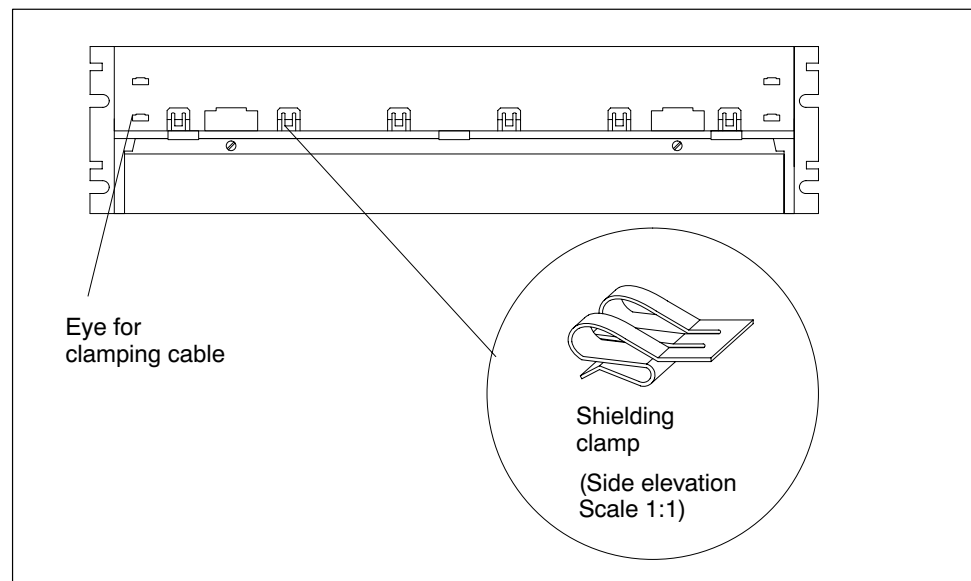 Eye for
clamping cable
Shielding
clamp
(Side elevation
Scale 1:1)